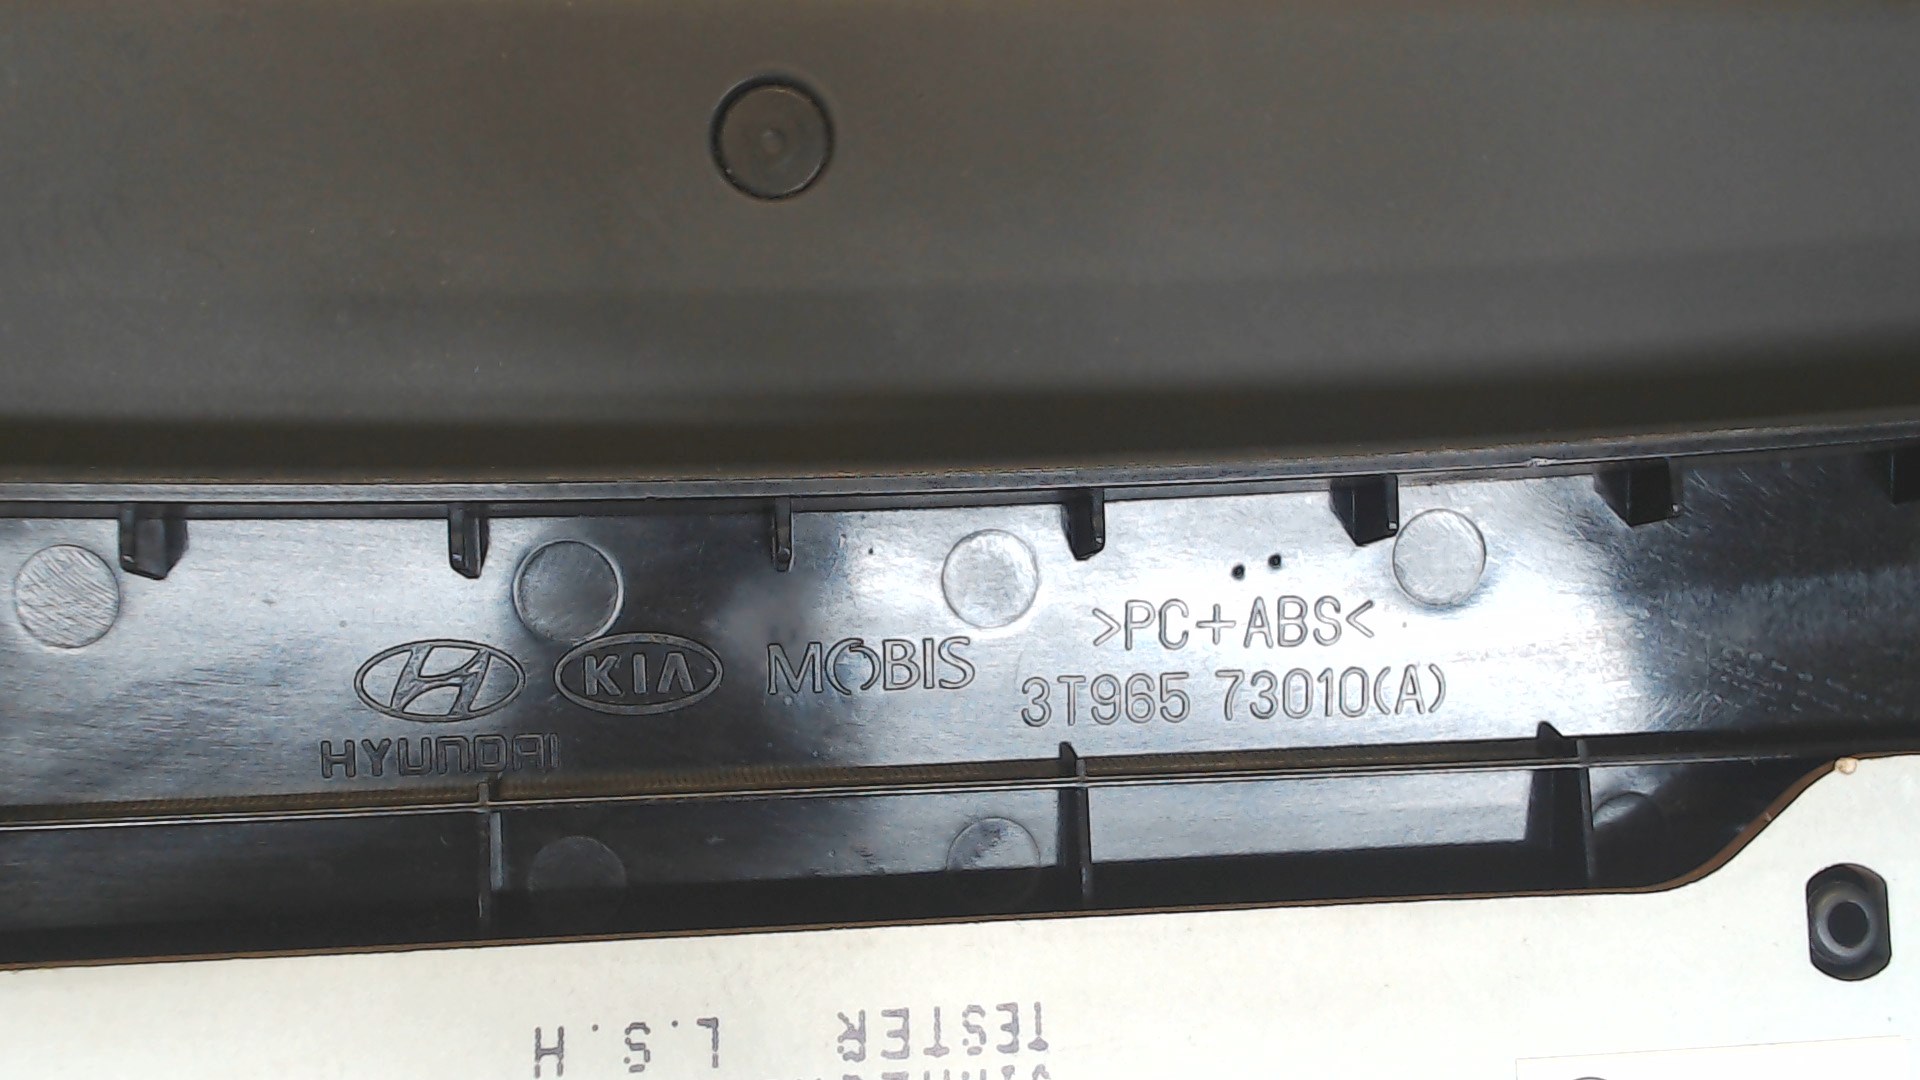 KIA MOBIS
HYUNDAI
>PC+ABS<
3T965 73010(A)
TESTER L.S.H